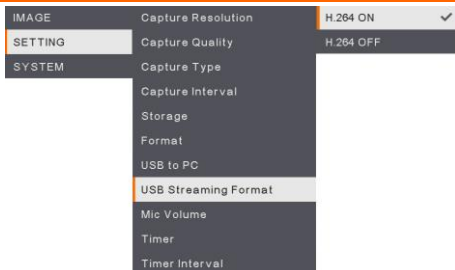 IMAGE
SETTING
SYSTEM
Capture Resolution
Capture Quality
Capture Type
Capture Interval
Storage
Format
USB to PC
USB Streaming Format
Mic Volume
Timer
Timer Interval
H.264 ON
H.264 OFF